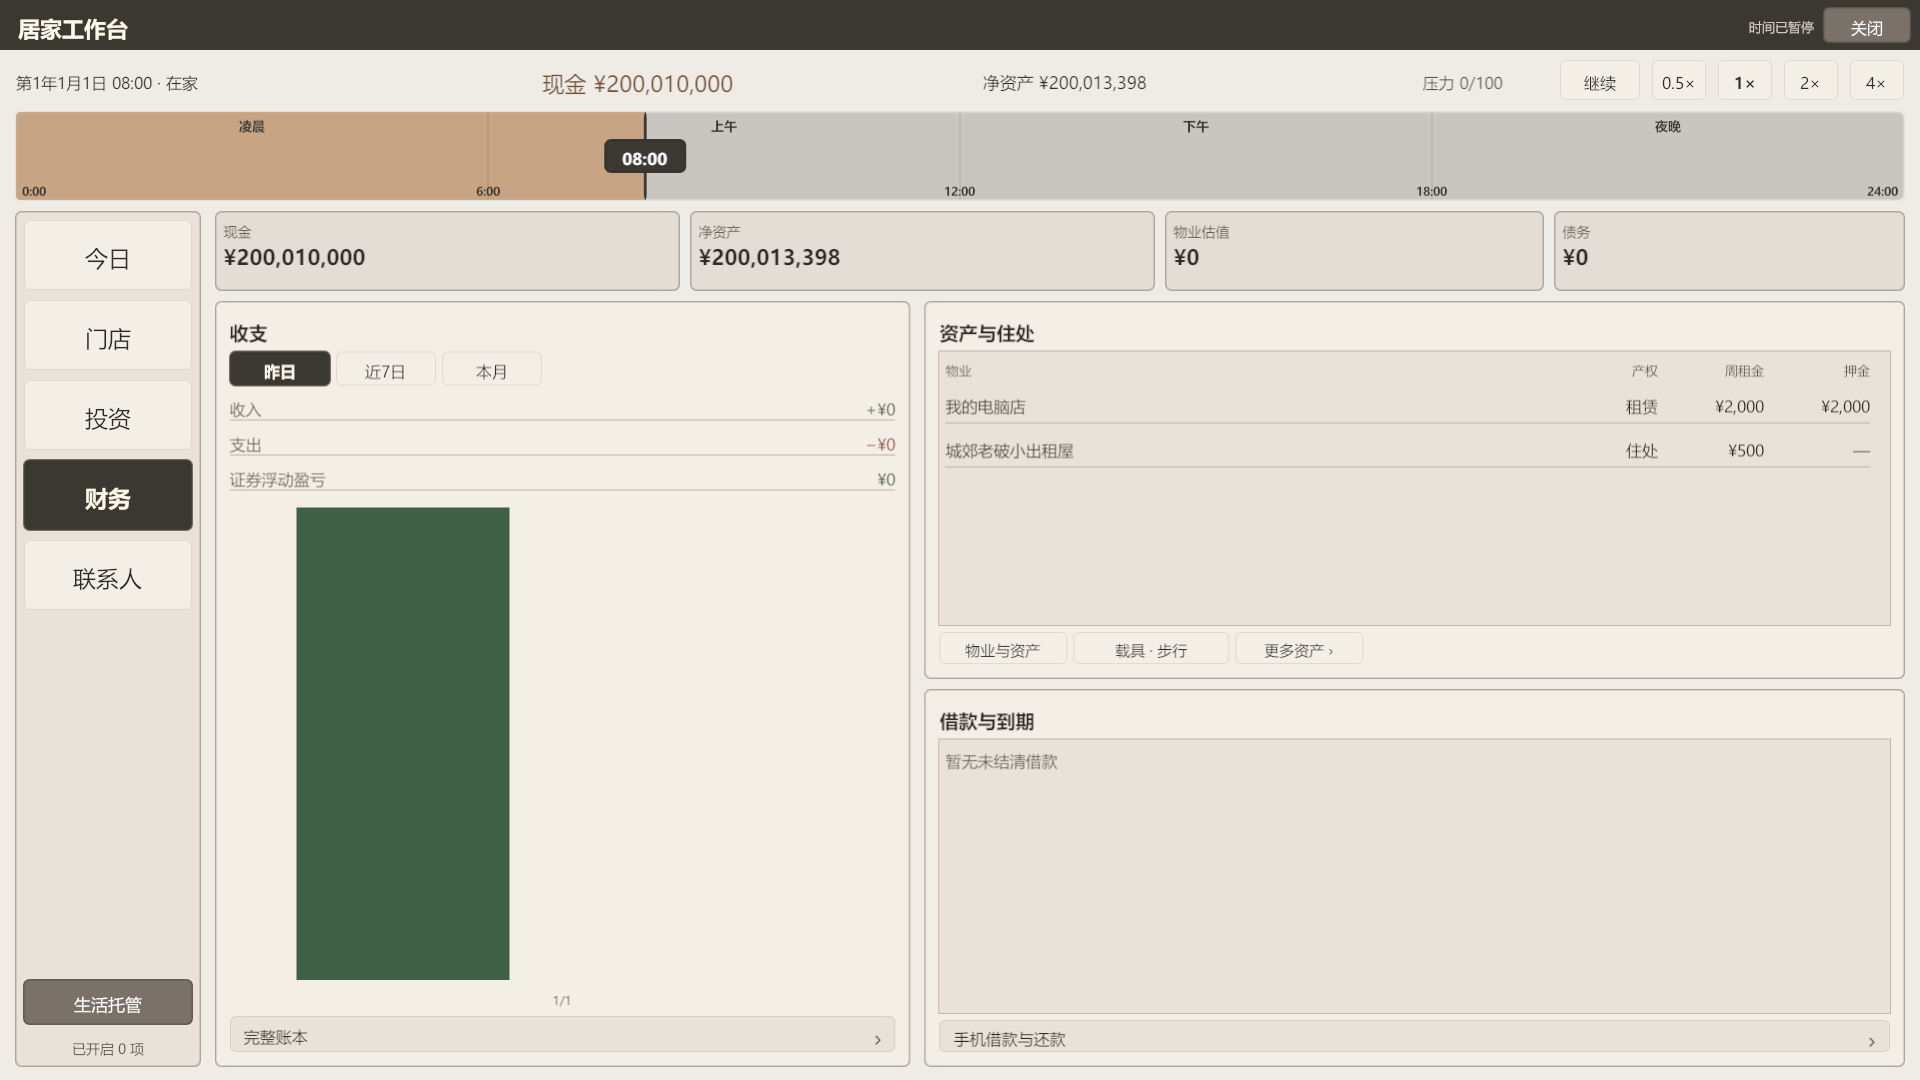 居家工作台
时间已暂停 关闭
第1年1月1日 08:00 · 在家 现金 ¥200,010,000 净资产 ¥200,013,398 压力 0/100 继续 0.5× 1× 2× 4×
凌晨 上午 下午 夜晚
08:00
0:00 6:00 12:00 18:00 24:00
今日
门店
投资
财务
联系人
生活托管
已开启 0 项
现金
¥200,010,000
净资产
¥200,013,398
物业估值
¥0
债务
¥0
收支
昨日 近7日 本月
收入 +¥0
支出 −¥0
证券浮动盈亏 ¥0
1/1
完整账本 ›
资产与住处
物业 产权 周租金 押金
我的电脑店 租赁 ¥2,000 ¥2,000
城郊老破小出租屋 住处 ¥500 —
物业与资产 载具 · 步行 更多资产 ›
借款与到期
暂无未结清借款
手机借款与还款 ›